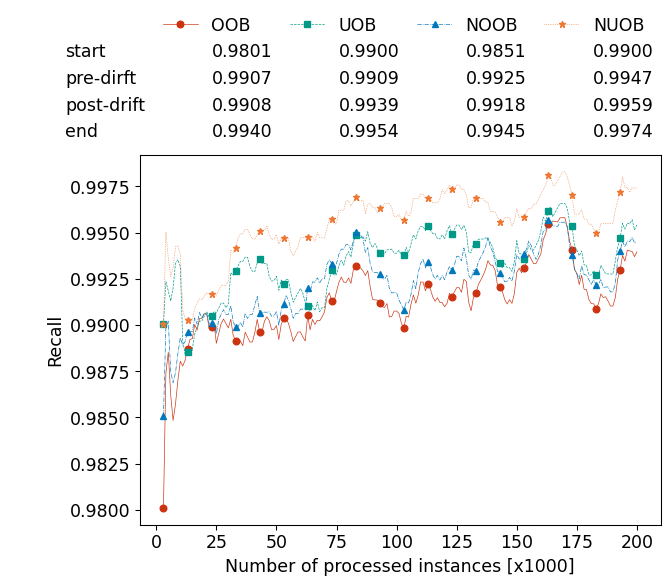 OOB UOB NOOB NUOB
start 0.9801 0.9900 0.9851 0.9900
pre-dirft 0.9907 0.9909 0.9925 0.9947
post-drift 0.9908 0.9939 0.9918 0.9959
end 0.9940 0.9954 0.9945 0.9974
0.9975
0.9950
0.9925
0.9900
0.9875
0.9850
0.9825
0.9800
Recall
0 25 50 75 100 125 150 175 200
Number of processed instances [x1000]